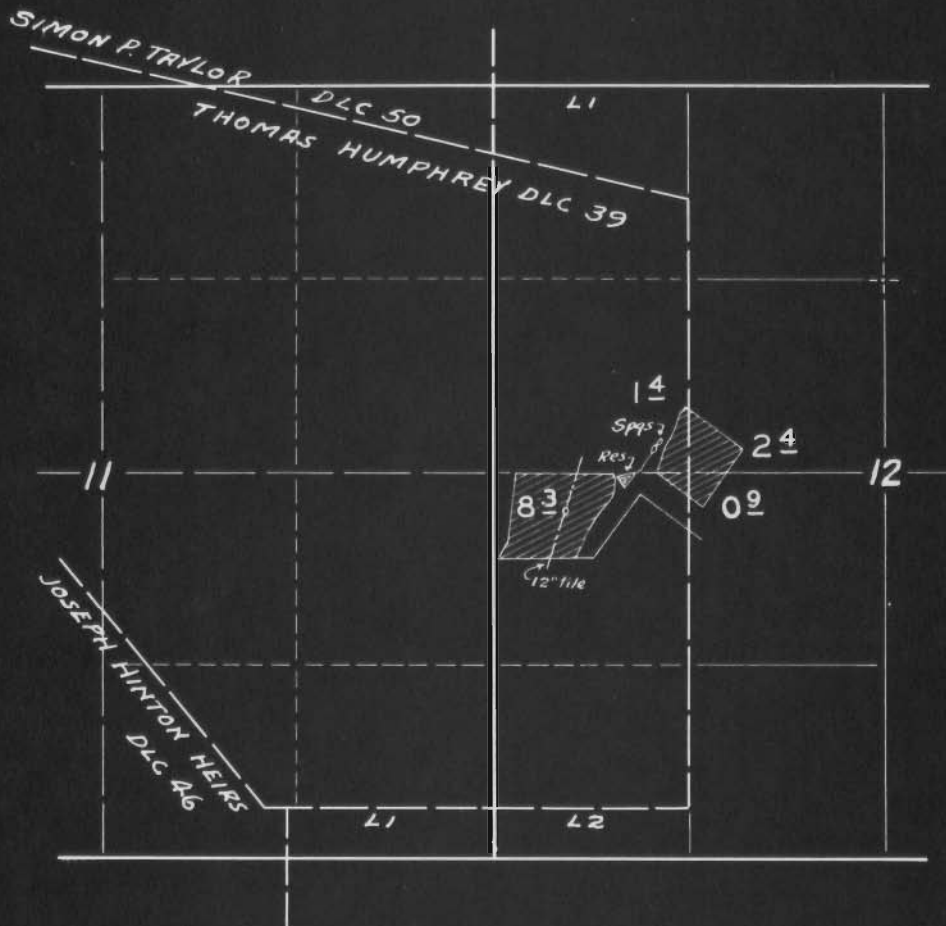 SIMON P. TAYLOR
DLC 50
L1
THOMAS HUMPHREY DLC 39
1 4
Spgs
2 4
Res
11
12
8 3
0 9
12" tile
JOSEPH HINTON HEIRS
DLC 46
L1
L2